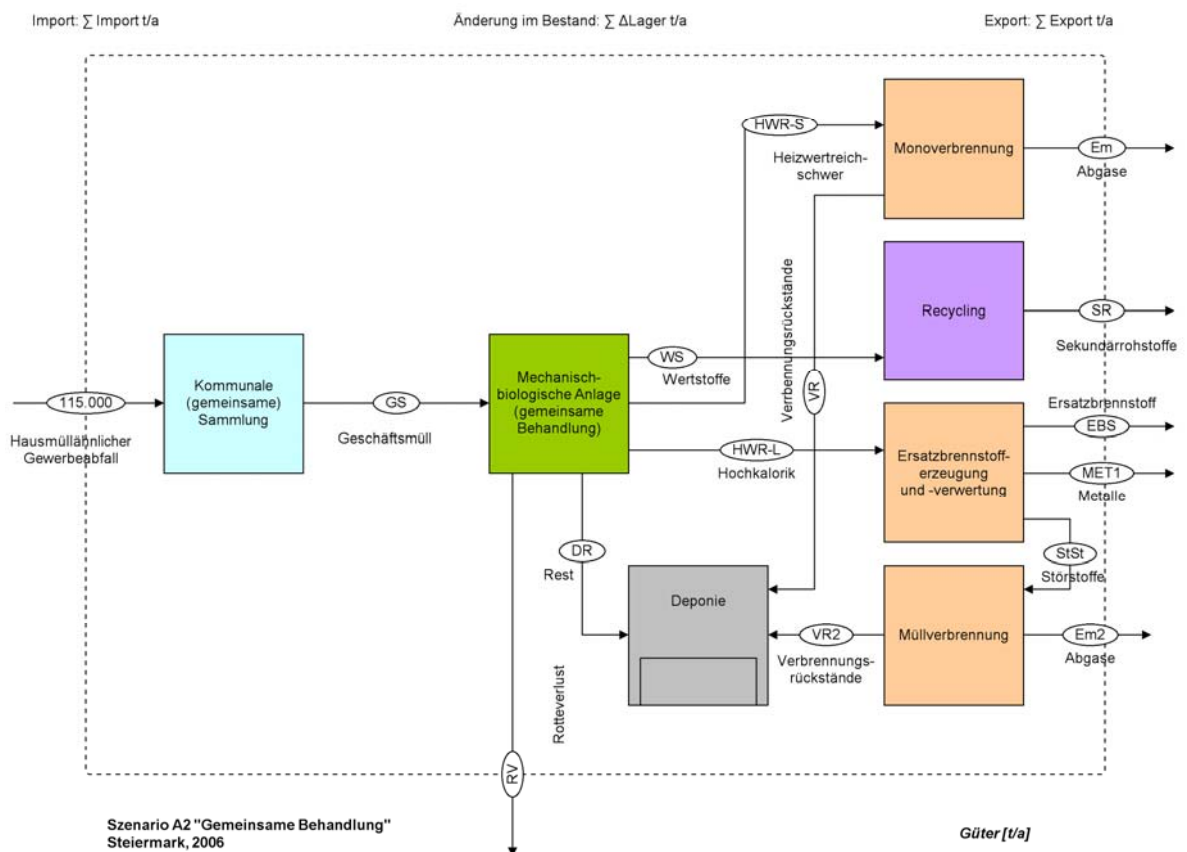 Import: ∑ Import t/a
Änderung im Bestand: ∑ ΔLager t/a
Export: ∑ Export t/a
HWR-S
Heizwertreich-
schwer
Monoverbrennung
Em
Abgase
Verrbennungsrückstände
VR
Recycling
SR
Sekundärrohstoffe
115.000
Hausmüllähnlicher
Gewerbeabfall
Kommunale
(gemeinsame)
Sammlung
GS
Geschäftsmüll
Mechanisch-
biologische Anlage
(gemeinsame
Behandlung)
WS
Wertstoffe
HWR-L
Hochkalorik
Ersatzbrennstoff-
erzeugung
und -verwertung
Ersatzbrennstoff
EBS
MET1
Metalle
StSt
Störstoffe
DR
Rest
Deponie
VR2
Verbrennungs-
rückstände
Müllverbrennung
Em2
Abgase
Rotteverlust
RV
Szenario A2 "Gemeinsame Behandlung"
Steiermark, 2006
Güter [t/a]